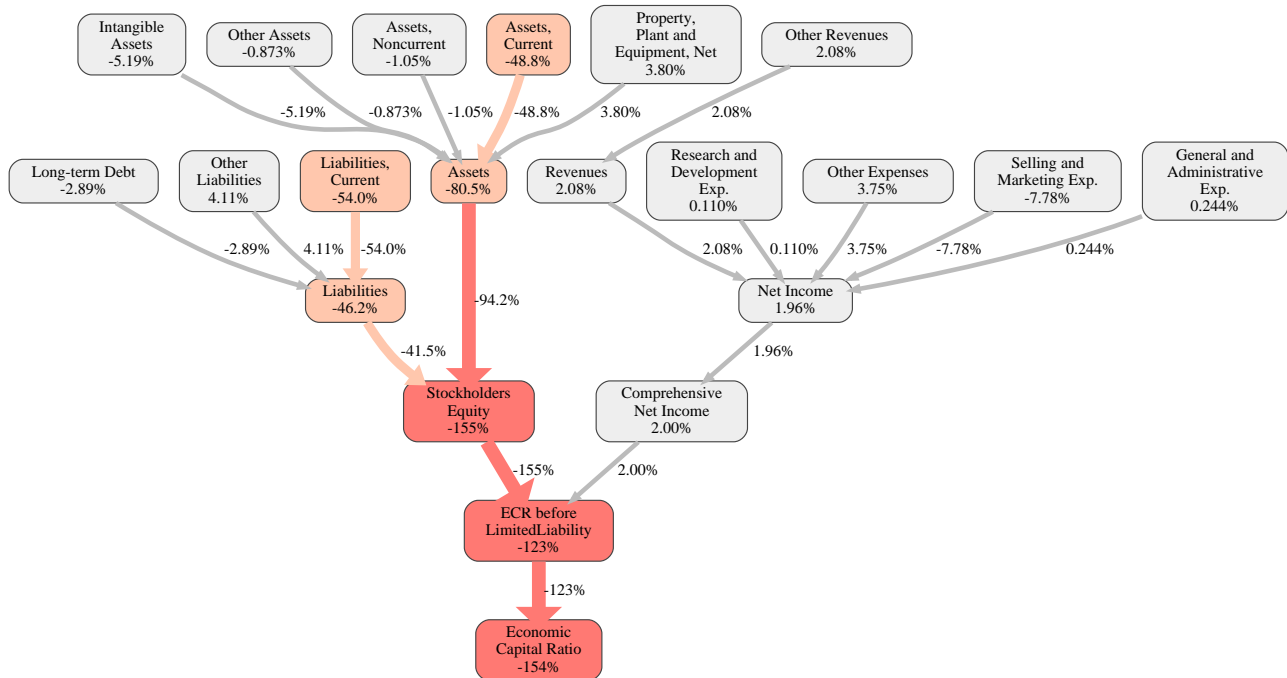 Intangible
Assets
-5.19%
Other Assets
-0.873%
Assets,
Noncurrent
-1.05%
Assets,
Current
-48.8%
Property,
Plant and
Equipment, Net
3.80%
Other Revenues
2.08%
-5.19%
-0.873%
-1.05%
-48.8%
3.80%
2.08%
Long-term Debt
-2.89%
Other
Liabilities
4.11%
Liabilities,
Current
-54.0%
Assets
-80.5%
Revenues
2.08%
Research and
Development
Exp.
0.110%
Other Expenses
3.75%
Selling and
Marketing Exp.
-7.78%
General and
Administrative
Exp.
0.244%
-2.89%
4.11%
-54.0%
2.08%
0.110%
3.75%
-7.78%
0.244%
Liabilities
-46.2%
-94.2%
Net Income
1.96%
-41.5%
1.96%
Stockholders
Equity
-155%
Comprehensive
Net Income
2.00%
-155%
2.00%
ECR before
LimitedLiability
-123%
-123%
Economic
Capital Ratio
-154%